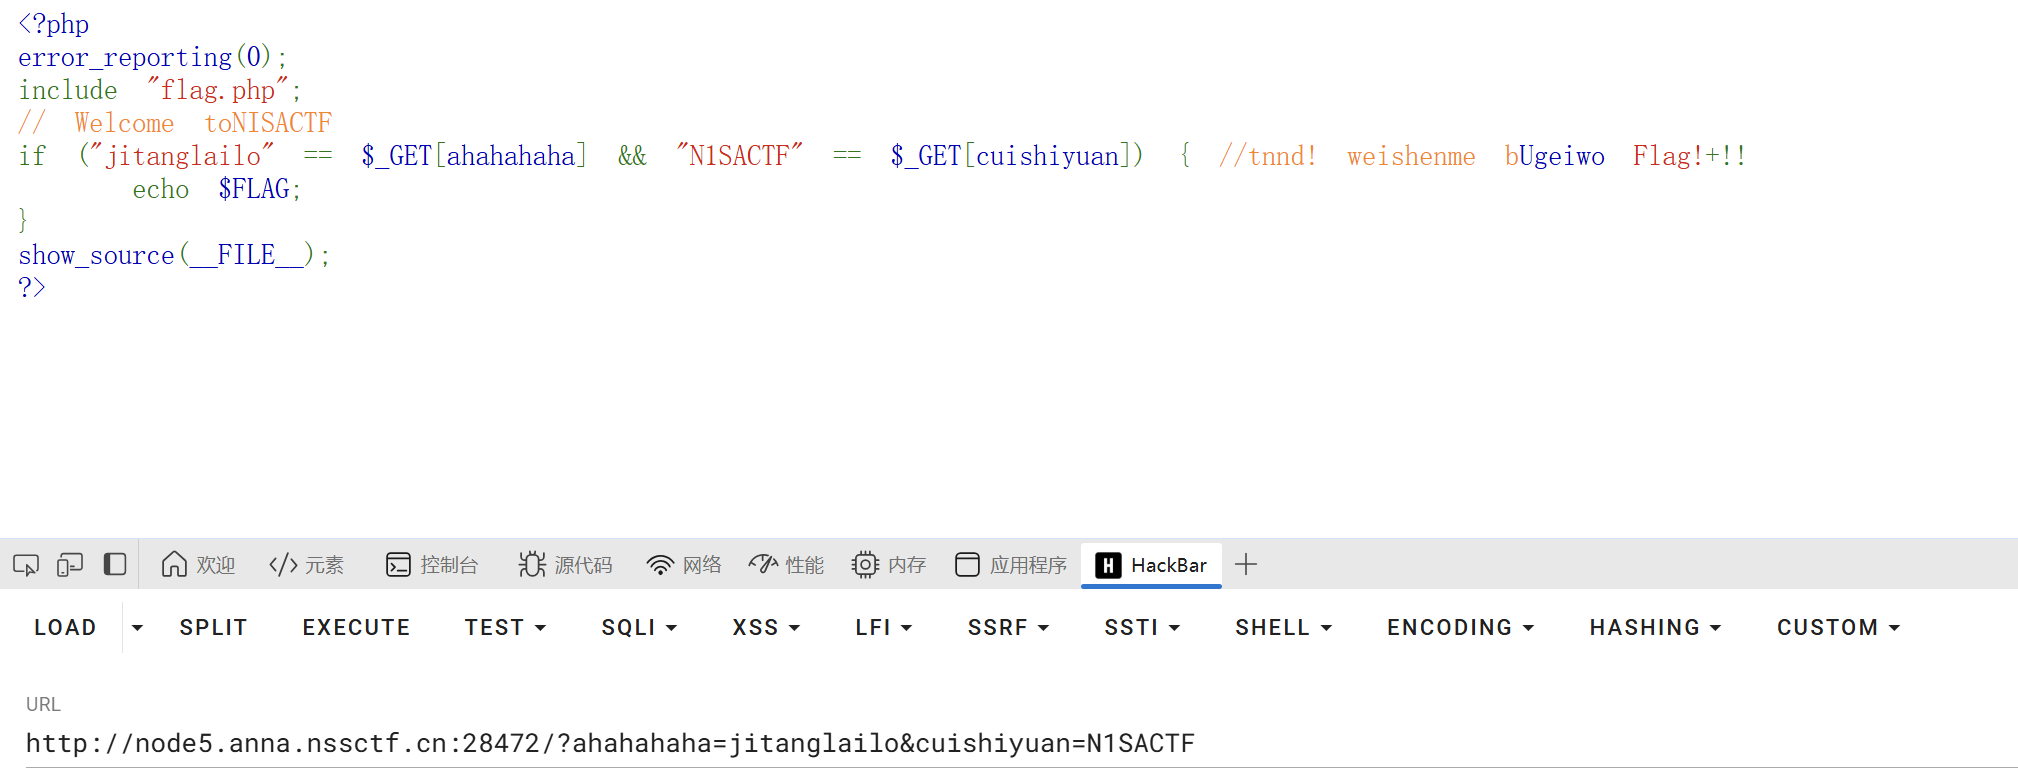 <?php
error_reporting(0);
include "flag.php";
// Welcome toNISACTF
if ("jitanglailo" == $_GET[ahahahaha] && "N1SACTF" == $_GET[cuishiyuan]) { //tnnd! weishenme bUgeiwo Flag!+!!
echo $FLAG;
}
show_source(__FILE__);
?>
欢迎 </> 元素 控制台 源代码 网络 性能 内存 应用程序 H HackBar +
LOAD SPLIT EXECUTE TEST SQLI XSS LFI SSRF SSTI SHELL ENCODING HASHING CUSTOM
URL
http://node5.anna.nssctf.cn:28472/?ahahahaha=jitanglailo&cuishiyuan=N1SACTF